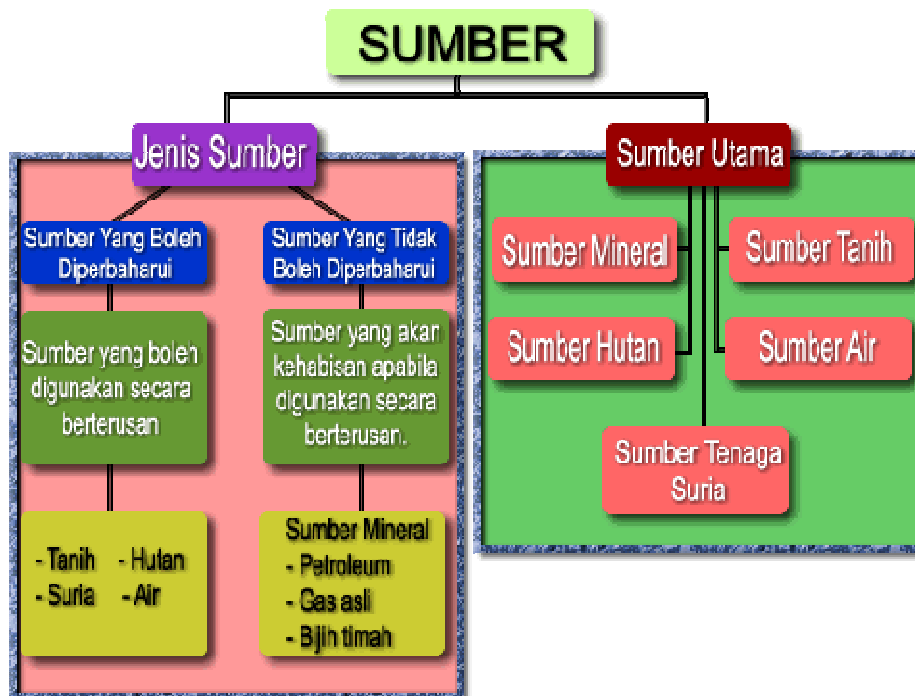 SUMBER
Jenis Sumber
Sumber Yang Boleh
Diperbaharui
Sumber yang boleh
digunakan secara
berterusan
- Tanih - Hutan
- Suria - Air
Sumber Yang Tidak
Boleh Diperbaharui
Sumber yang akan
kehabisan apabila
digunakan secara
berterusan.
Sumber Mineral
- Petroleum
- Gas asli
- Bijih timah
Sumber Utama
Sumber Mineral
Sumber Tanih
Sumber Hutan
Sumber Air
Sumber Tenaga
Suria